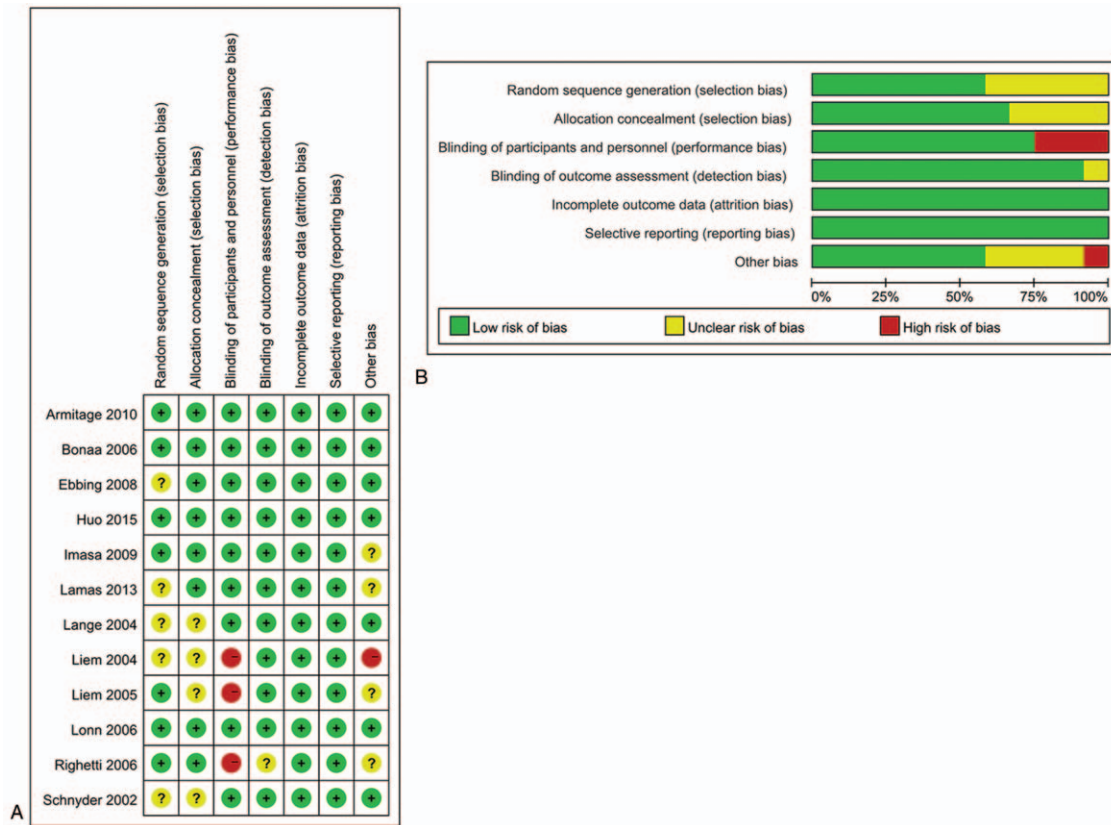 Random sequence generation (selection bias)
Allocation concealment (selection bias)
Blinding of participants and personnel (performance bias)
Blinding of outcome assessment (detection bias)
Incomplete outcome data (attrition bias)
Selective reporting (reporting bias)
Other bias
Armitage 2010 + + + + + + +
Bonaa 2006 + + + + + + +
Ebbing 2008 ? + + + + + +
Huo 2015 + + + + + + +
Imasa 2009 + + + + + + ?
Lamas 2013 ? + + + + + ?
Lange 2004 ? ? + + + + +
Liem 2004 ? ? - + + + -
Liem 2005 + ? - + + + ?
Lonn 2006 + + + + + + +
Righetti 2006 + + - ? + + ?
Schnyder 2002 ? ? + + + + +
A
Random sequence generation (selection bias)
Allocation concealment (selection bias)
Blinding of participants and personnel (performance bias)
Blinding of outcome assessment (detection bias)
Incomplete outcome data (attrition bias)
Selective reporting (reporting bias)
Other bias
0% 25% 50% 75% 100%
Low risk of bias Unclear risk of bias High risk of bias
B